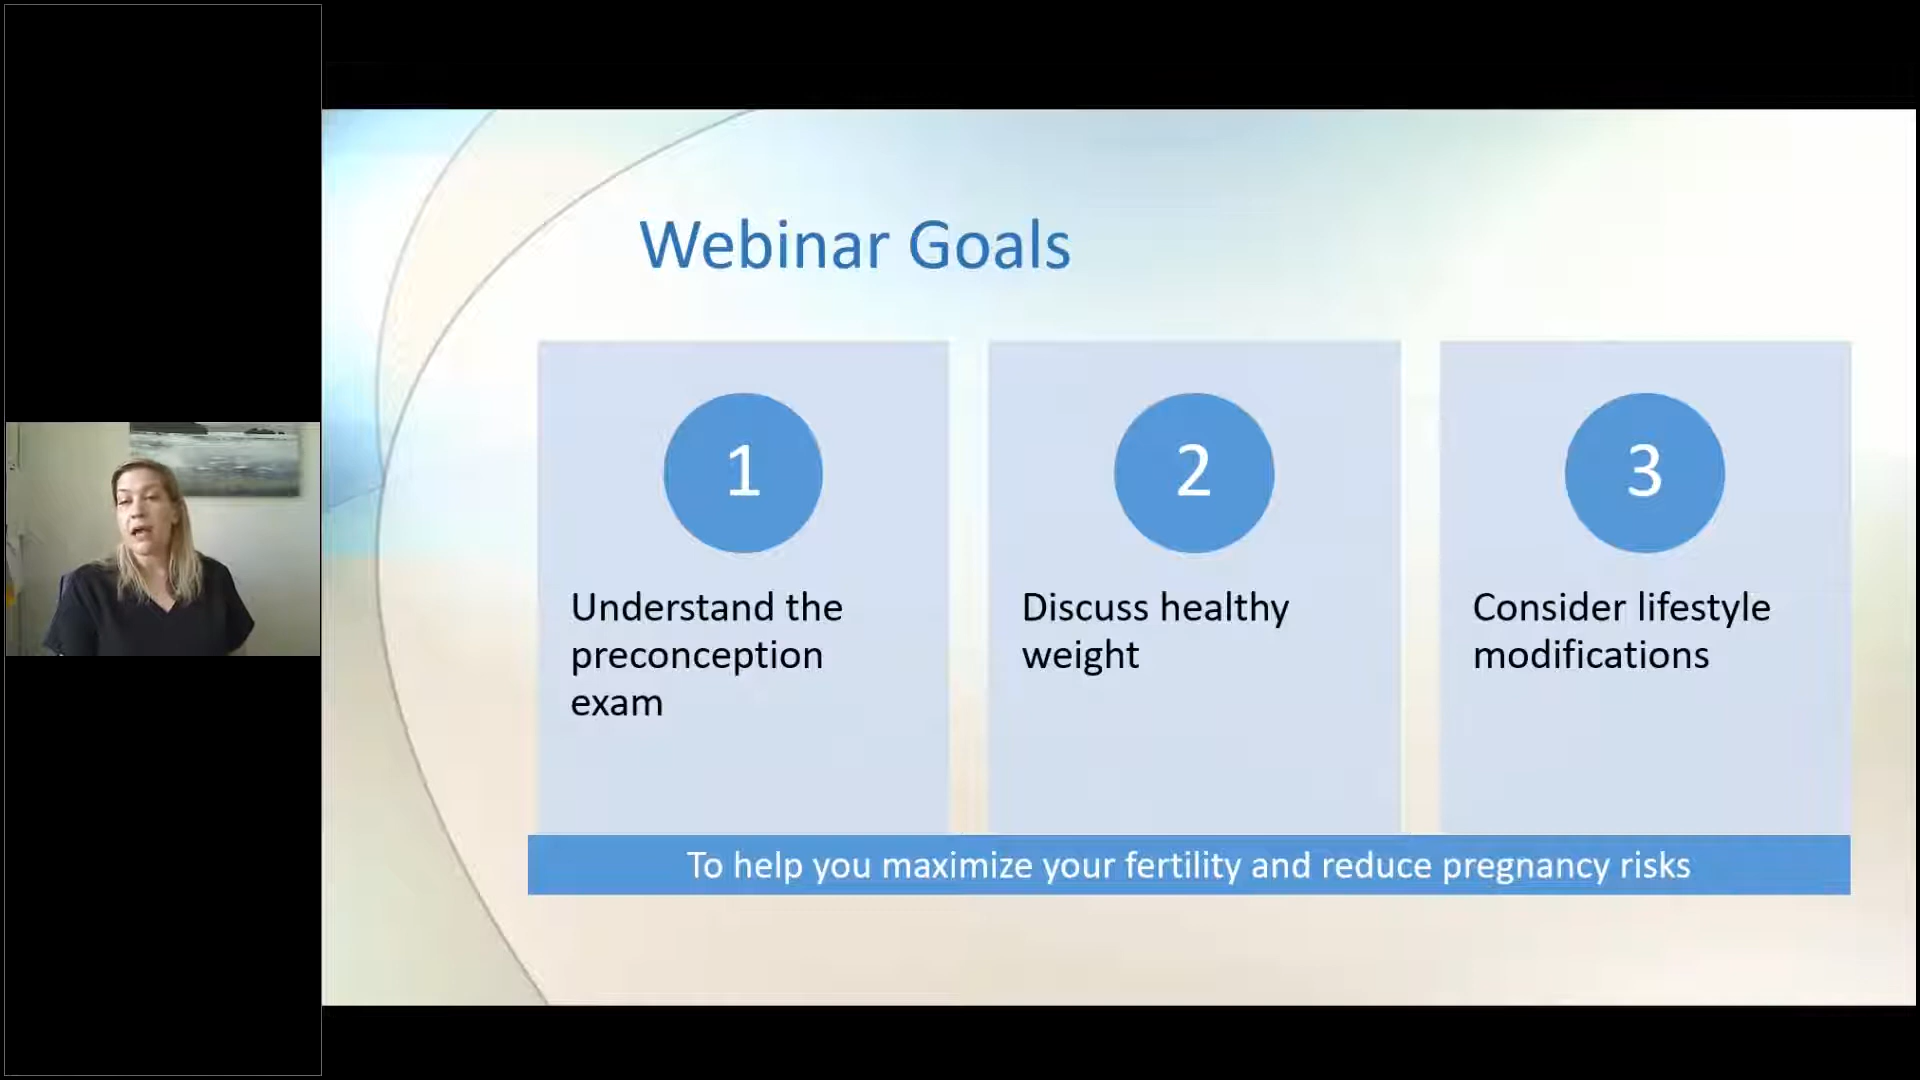 Webinar Goals
1
Understand the
preconception
exam
2
Discuss healthy
weight
3
Consider lifestyle
modifications
To help you maximize your fertility and reduce pregnancy risks